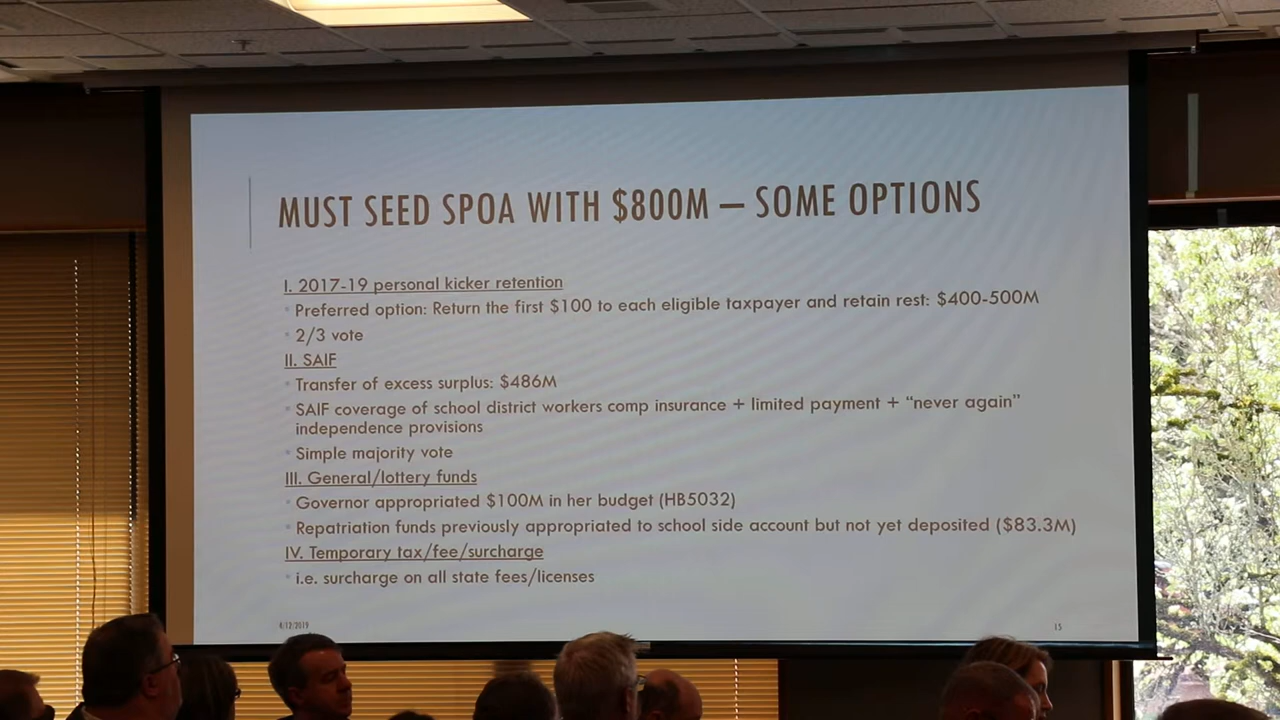 MUST SEED SPOA WITH $800M – SOME OPTIONS
I. 2017-19 personal kicker retention
Preferred option: Return the first $100 to each eligible taxpayer and retain rest: $400-500M
2/3 vote
II. SAIF
Transfer of excess surplus: $486M
SAIF coverage of school district workers comp insurance + limited payment + “never again”
independence provisions
Simple majority vote
III. General/lottery funds
Governor appropriated $100M in her budget (HB5032)
Repatriation funds previously appropriated to school side account but not yet deposited ($83.3M)
IV. Temporary tax/fee/surcharge
i.e. surcharge on all state fees/licenses
4/12/2019
15